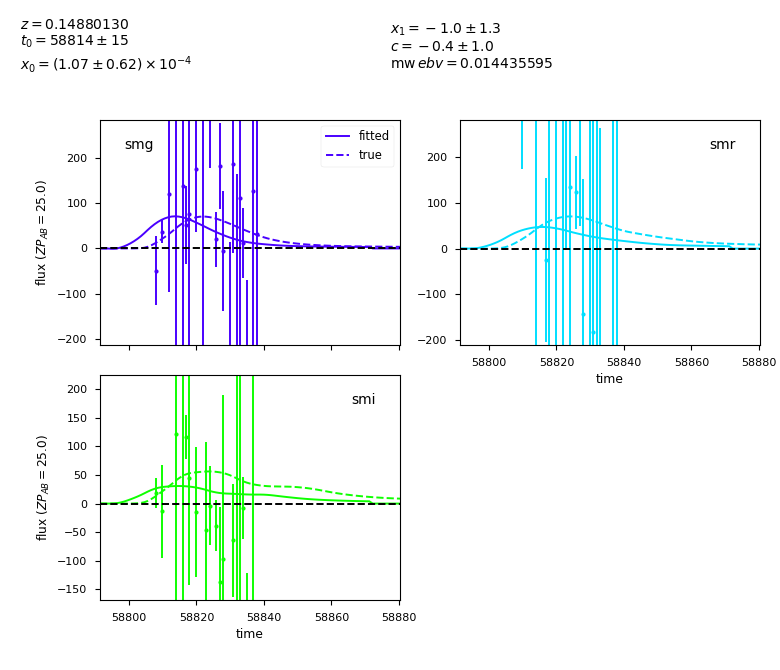 z = 0.14880130
t0 = 58814 ± 15
x0 = (1.07 ± 0.62) × 10^−4
x1 = −1.0 ± 1.3
c = −0.4 ± 1.0
mw ebv = 0.014435595
smg
fitted
true
flux (ZP_AB = 25.0)
200
100
0
−100
−200
smr
200
100
0
−100
−200
58800 58820 58840 58860 58880
time
smi
flux (ZP_AB = 25.0)
200
150
100
50
0
−50
−100
−150
58800 58820 58840 58860 58880
time